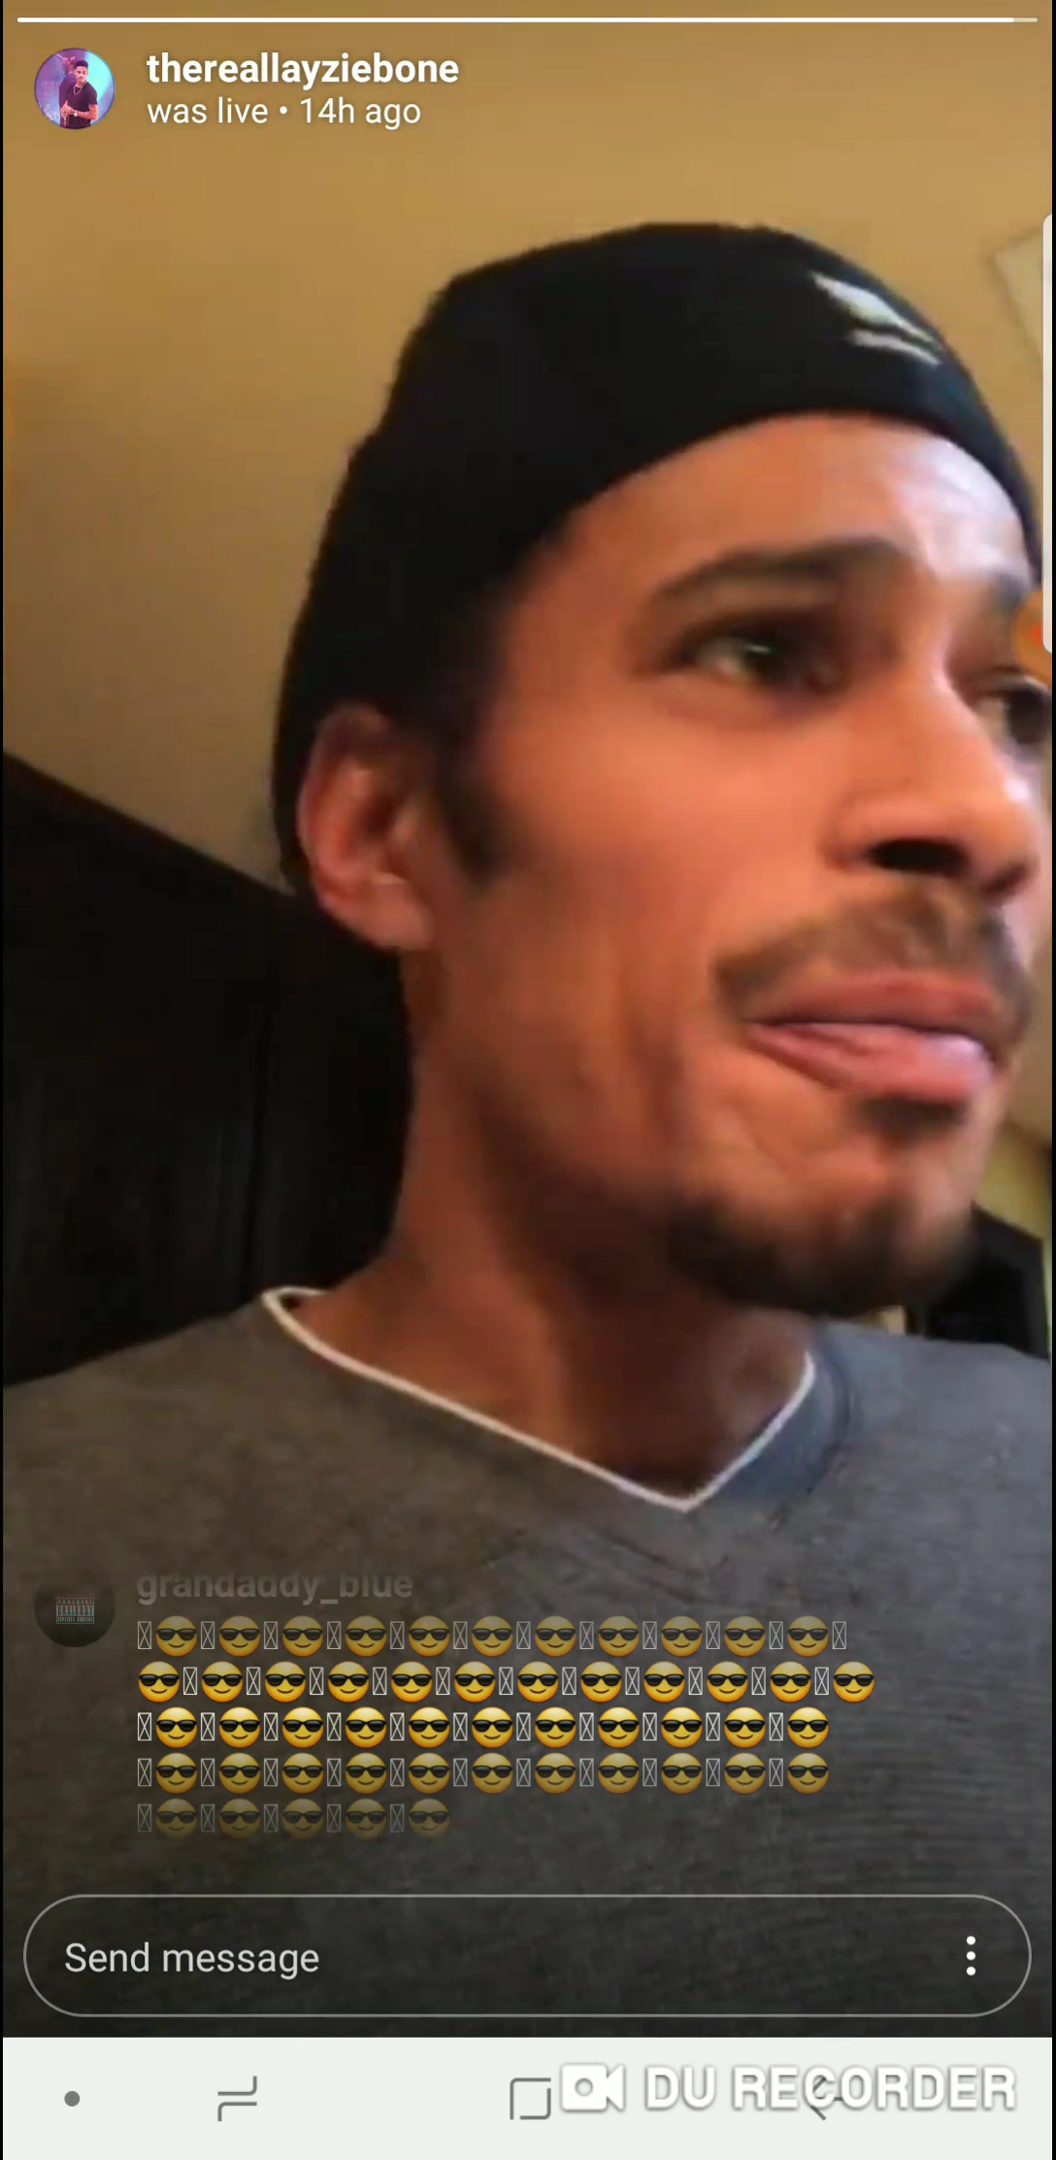 thereallayziebone
was live • 14h ago
grandaddy_blue
😎😎😎😎😎😎😎😎😎😎😎
😎😎😎😎😎😎😎😎😎😎😎😎
😎😎😎😎😎😎😎😎😎😎😎
😎😎😎😎😎😎😎😎😎😎😎
😎😎😎😎😎
Send message
DU RECORDER